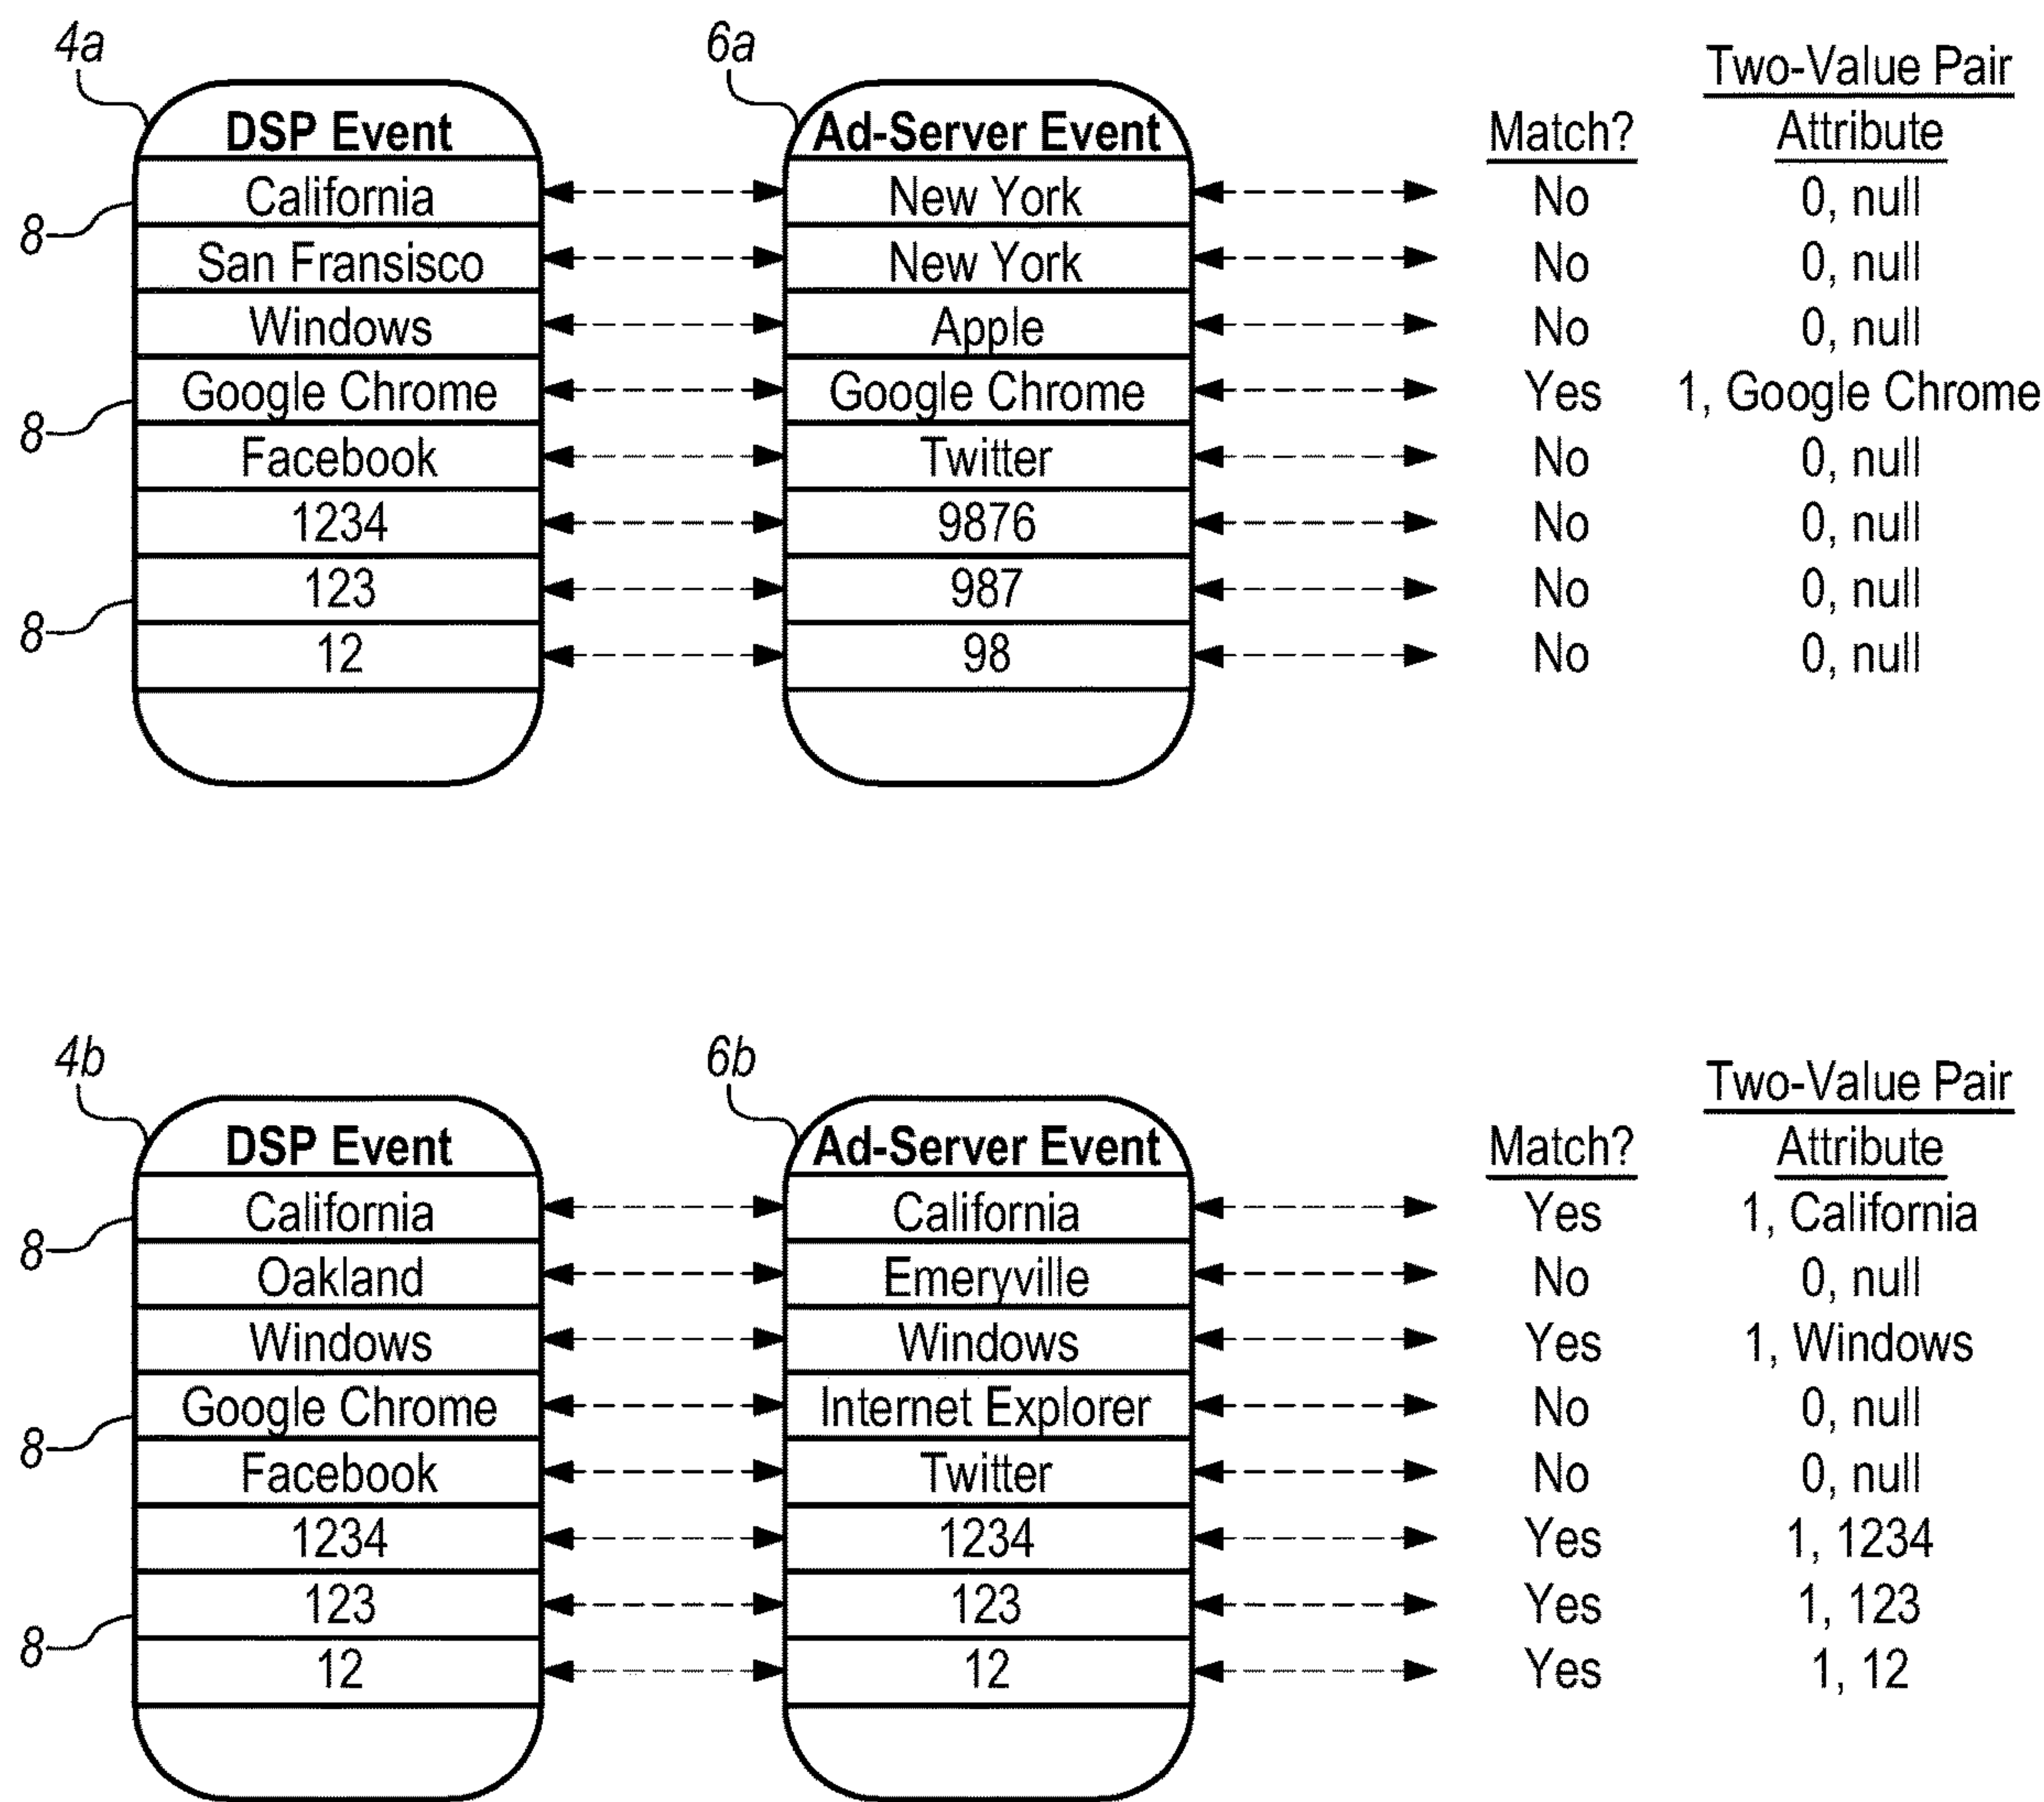 4a 6a
Two-Value Pair
DSP Event Ad-Server Event Match? Attribute
California New York No 0, null
8
San Fransisco New York No 0, null
Windows Apple No 0, null
Google Chrome Google Chrome Yes 1, Google Chrome
8
Facebook Twitter No 0, null
1234 9876 No 0, null
123 987 No 0, null
8
12 98 No 0, null
4b 6b
Two-Value Pair
DSP Event Ad-Server Event Match? Attribute
California California Yes 1, California
8
Oakland Emeryville No 0, null
Windows Windows Yes 1, Windows
Google Chrome Internet Explorer No 0, null
8
Facebook Twitter No 0, null
1234 1234 Yes 1, 1234
123 123 Yes 1, 123
8
12 12 Yes 1, 12